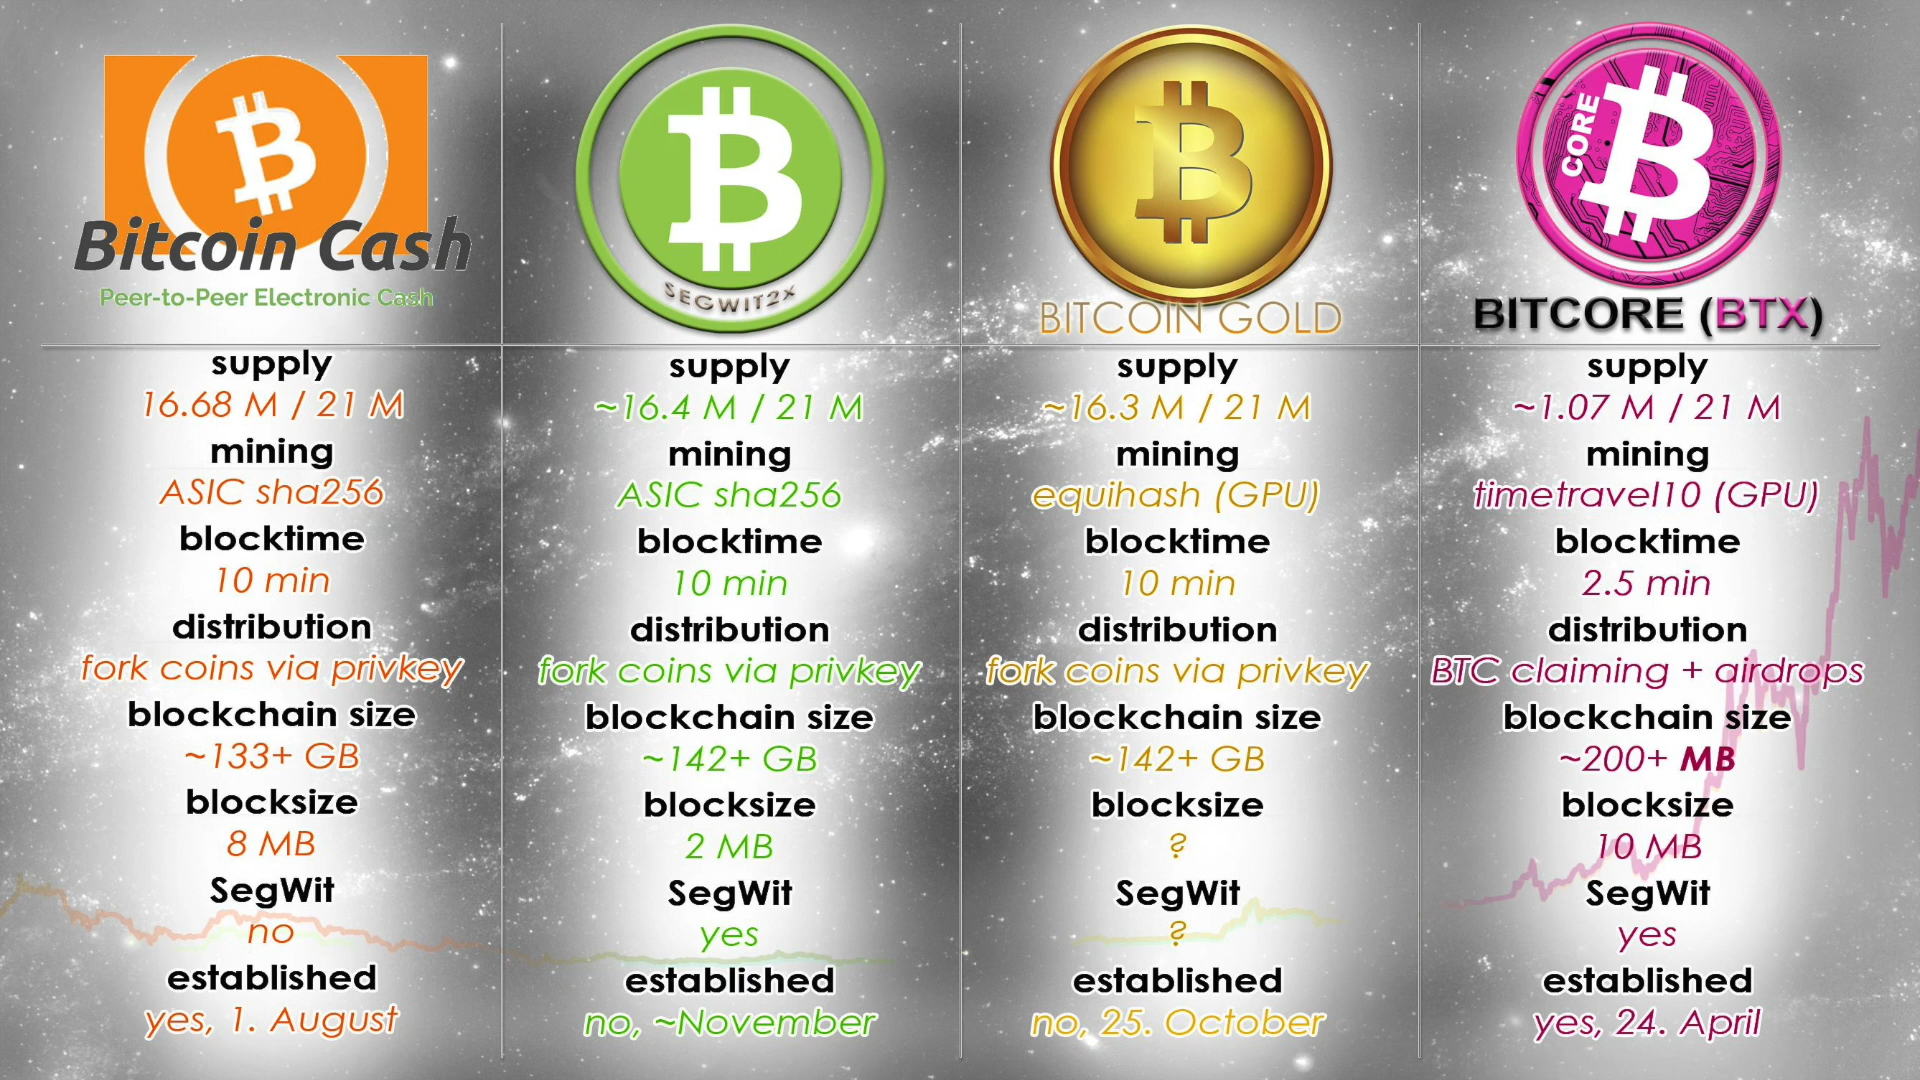 Bitcoin Cash
Peer-to-Peer Electronic Cash
supply
16.68 M / 21 M
mining
ASIC sha256
blocktime
10 min
distribution
fork coins via privkey
blockchain size
~133+ GB
blocksize
8 MB
SegWit
no
established
yes, 1. August
SEGWIT2X
supply
~16.4 M / 21 M
mining
ASIC sha256
blocktime
10 min
distribution
fork coins via privkey
blockchain size
~142+ GB
blocksize
2 MB
SegWit
yes
established
no, ~November
BITCOIN GOLD
supply
~16.3 M / 21 M
mining
equihash (GPU)
blocktime
10 min
distribution
fork coins via privkey
blockchain size
~142+ GB
blocksize
?
SegWit
?
established
no, 25. October
CORE
BITCORE (BTX)
supply
~1.07 M / 21 M
mining
timetravel10 (GPU)
blocktime
2.5 min
distribution
BTC claiming + airdrops
blockchain size
~200+ MB
blocksize
10 MB
SegWit
yes
established
yes, 24. April